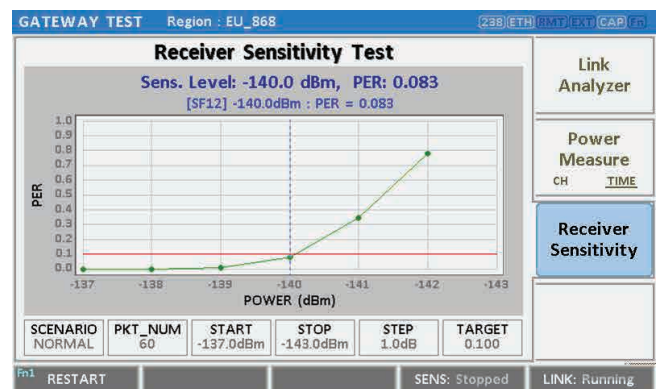 GATEWAY TEST Region : EU_868 [238] [ETH] [RMT] [EXT] [CAP] [Fn]
Receiver Sensitivity Test
Sens. Level: -140.0 dBm, PER: 0.083
[SF12] -140.0dBm : PER = 0.083
1.0
0.9
0.8
0.7
0.6
0.5
0.4
0.3
0.2
0.1
0.0
PER
-137 -138 -139 -140 -141 -142 -143
POWER (dBm)
SCENARIO PKT_NUM START STOP STEP TARGET
NORMAL 60 -137.0dBm -143.0dBm 1.0dB 0.100
Link
Analyzer
Power
Measure
CH TIME
Receiver
Sensitivity
Fn1 RESTART SENS: Stopped LINK: Running